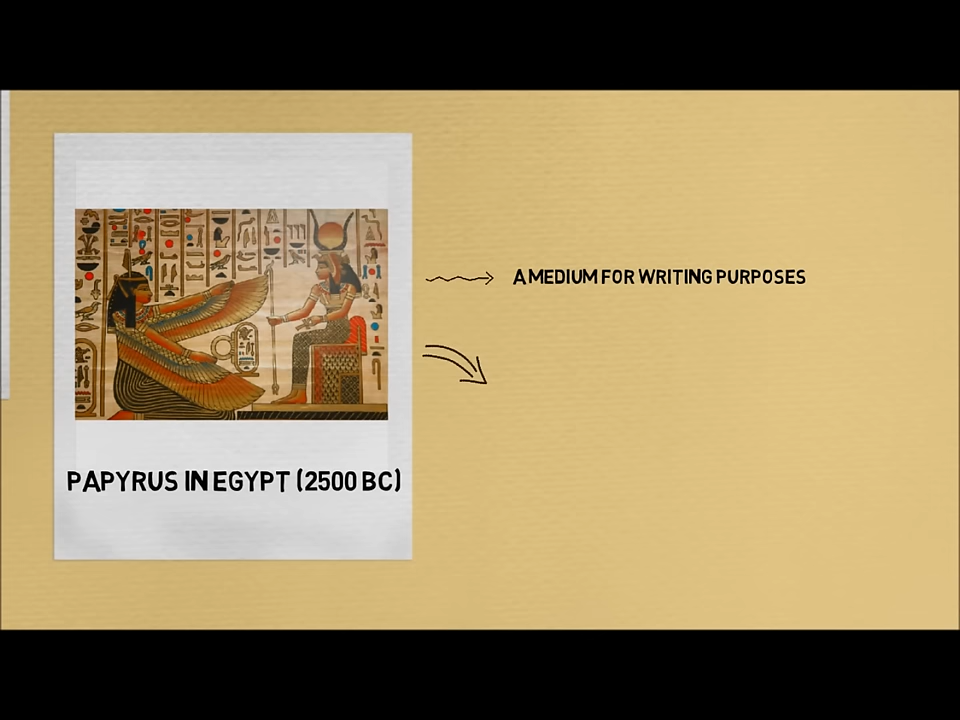 A MEDIUM FOR WRITING PURPOSES
PAPYRUS IN EGYPT (2500 BC)